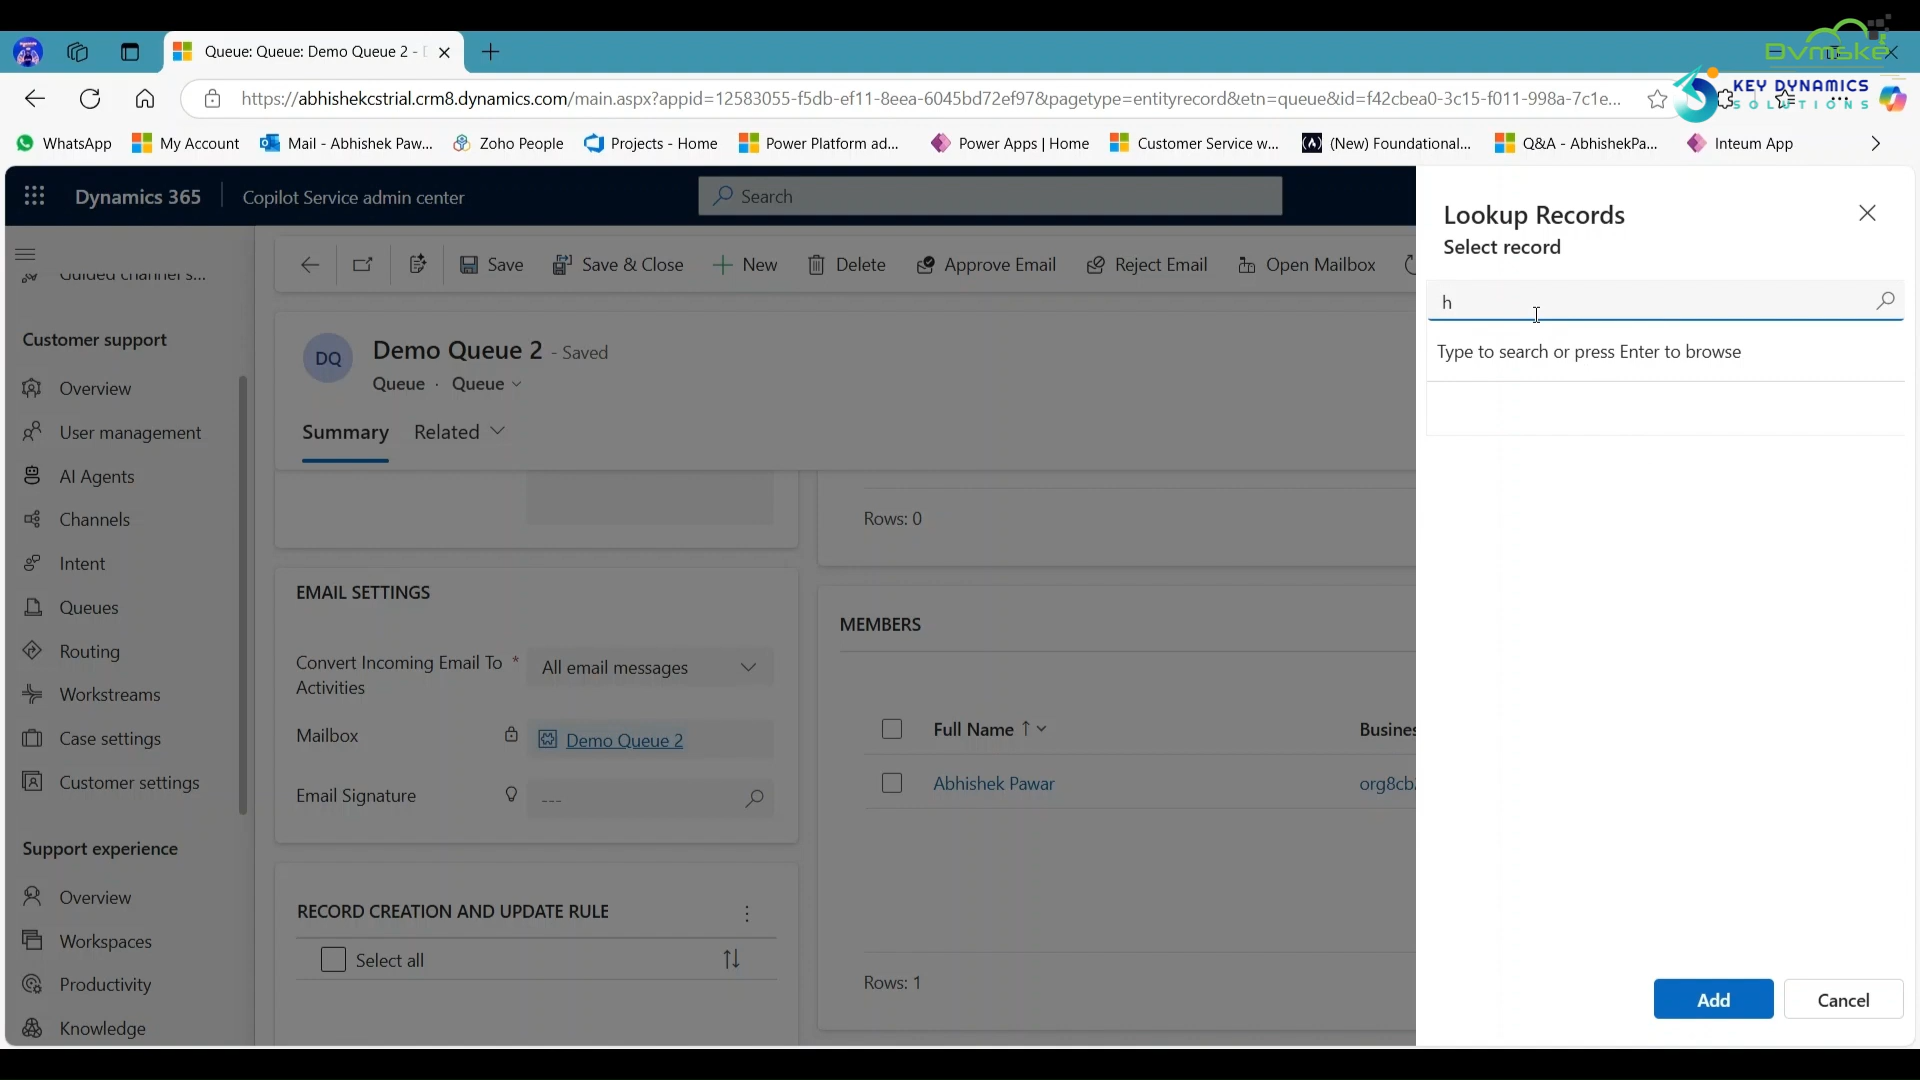 Queue: Queue: Demo Queue 2 -
Dvmske
KEY DYNAMICS
SOLUTIONS
https://abhishekcstrial.crm8.dynamics.com/main.aspx?appid=12583055-f5db-ef11-8eea-6045bd72ef97&pagetype=entityrecord&etn=queue&id=f42cbea0-3c15-f011-998a-7c1e...
WhatsApp
My Account
Mail - Abhishek Paw...
Zoho People
Projects - Home
Power Platform ad...
Power Apps | Home
Customer Service w...
(New) Foundational...
Q&A - AbhishekPa...
Inteum App
Dynamics 365
Copilot Service admin center
Search
Guided channel s...
Customer support
Overview
User management
AI Agents
Channels
Intent
Queues
Routing
Workstreams
Case settings
Customer settings
Support experience
Overview
Workspaces
Productivity
Knowledge
Save
Save & Close
New
Delete
Approve Email
Reject Email
Open Mailbox
DQ
Demo Queue 2 - Saved
Queue · Queue
Summary
Related
EMAIL SETTINGS
Convert Incoming Email To *
Activities
All email messages
Mailbox
Demo Queue 2
Email Signature
---
RECORD CREATION AND UPDATE RULE
Select all
Rows: 0
MEMBERS
Full Name ↑
Busines
Abhishek Pawar
org8cb
Rows: 1
Lookup Records
Select record
h
Type to search or press Enter to browse
Add
Cancel